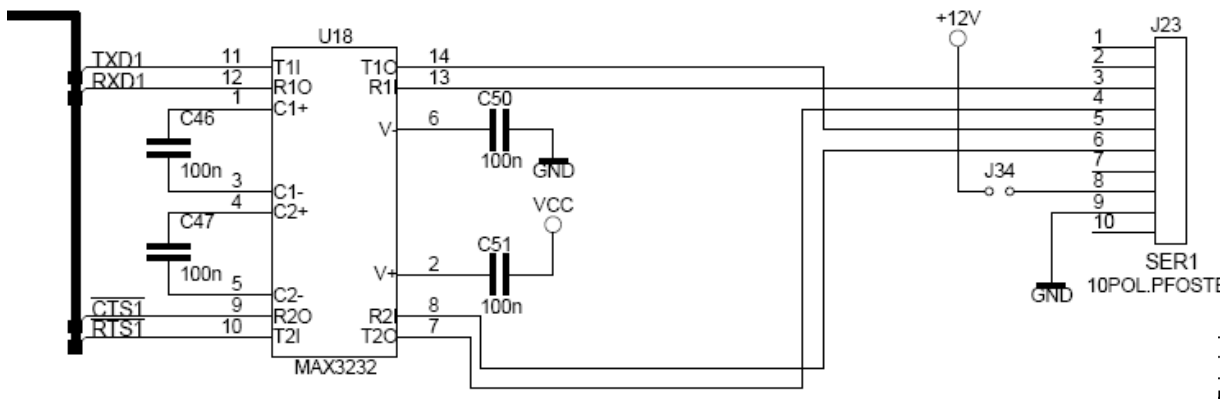 +12V
U18
J23
TXD1 11 T1I T1O 14 1
RXD1 12 R1O R1I 13 2
1 C1+ C50 3
C46 V- 6 4
100n 100n 5
GND 6
3 C1- J34 7
4 C2+ VCC 8
C47 9
C51 10
100n V+ 2
100n SER1
5 C2- GND 10POL.PFOSTE
CTS1 9 R2O R2I 8
RTS1 10 T2I T2O 7
MAX3232